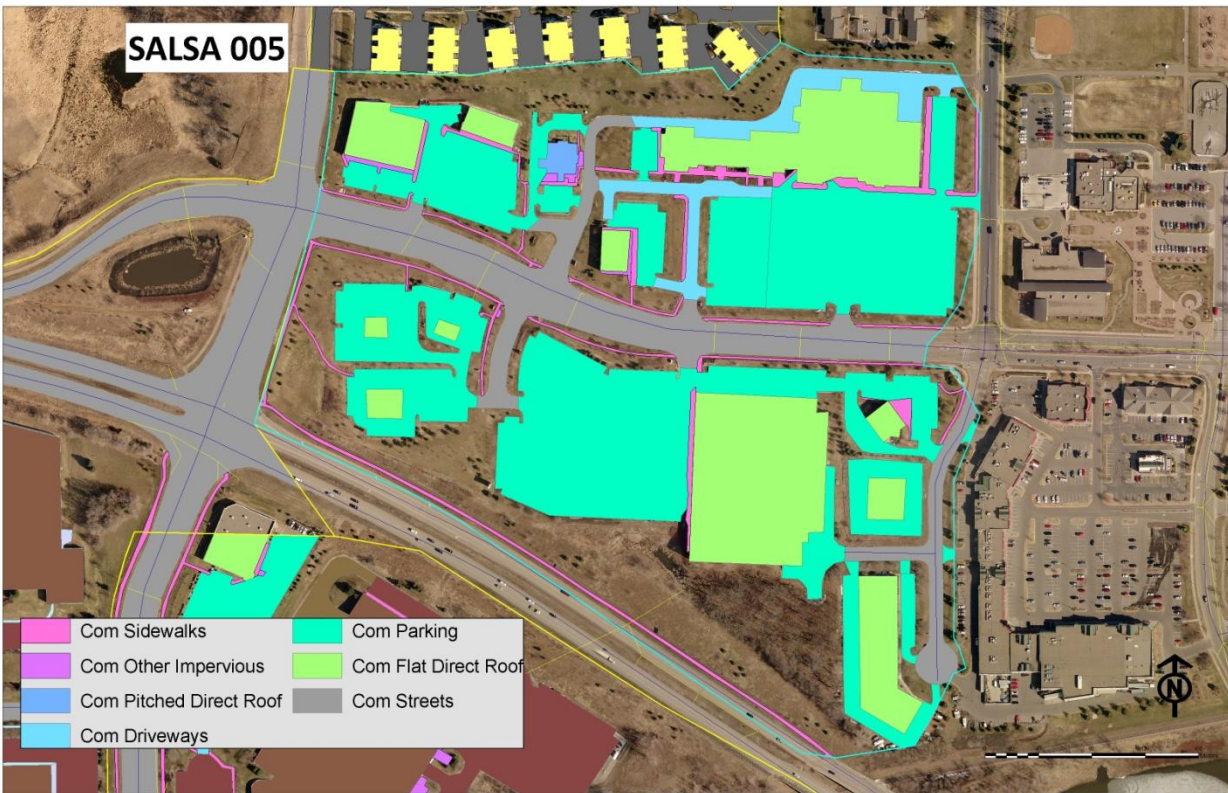 SALSA 005
Com Sidewalks
Com Parking
Com Other Impervious
Com Flat Direct Roof
Com Pitched Direct Roof
Com Streets
Com Driveways
N